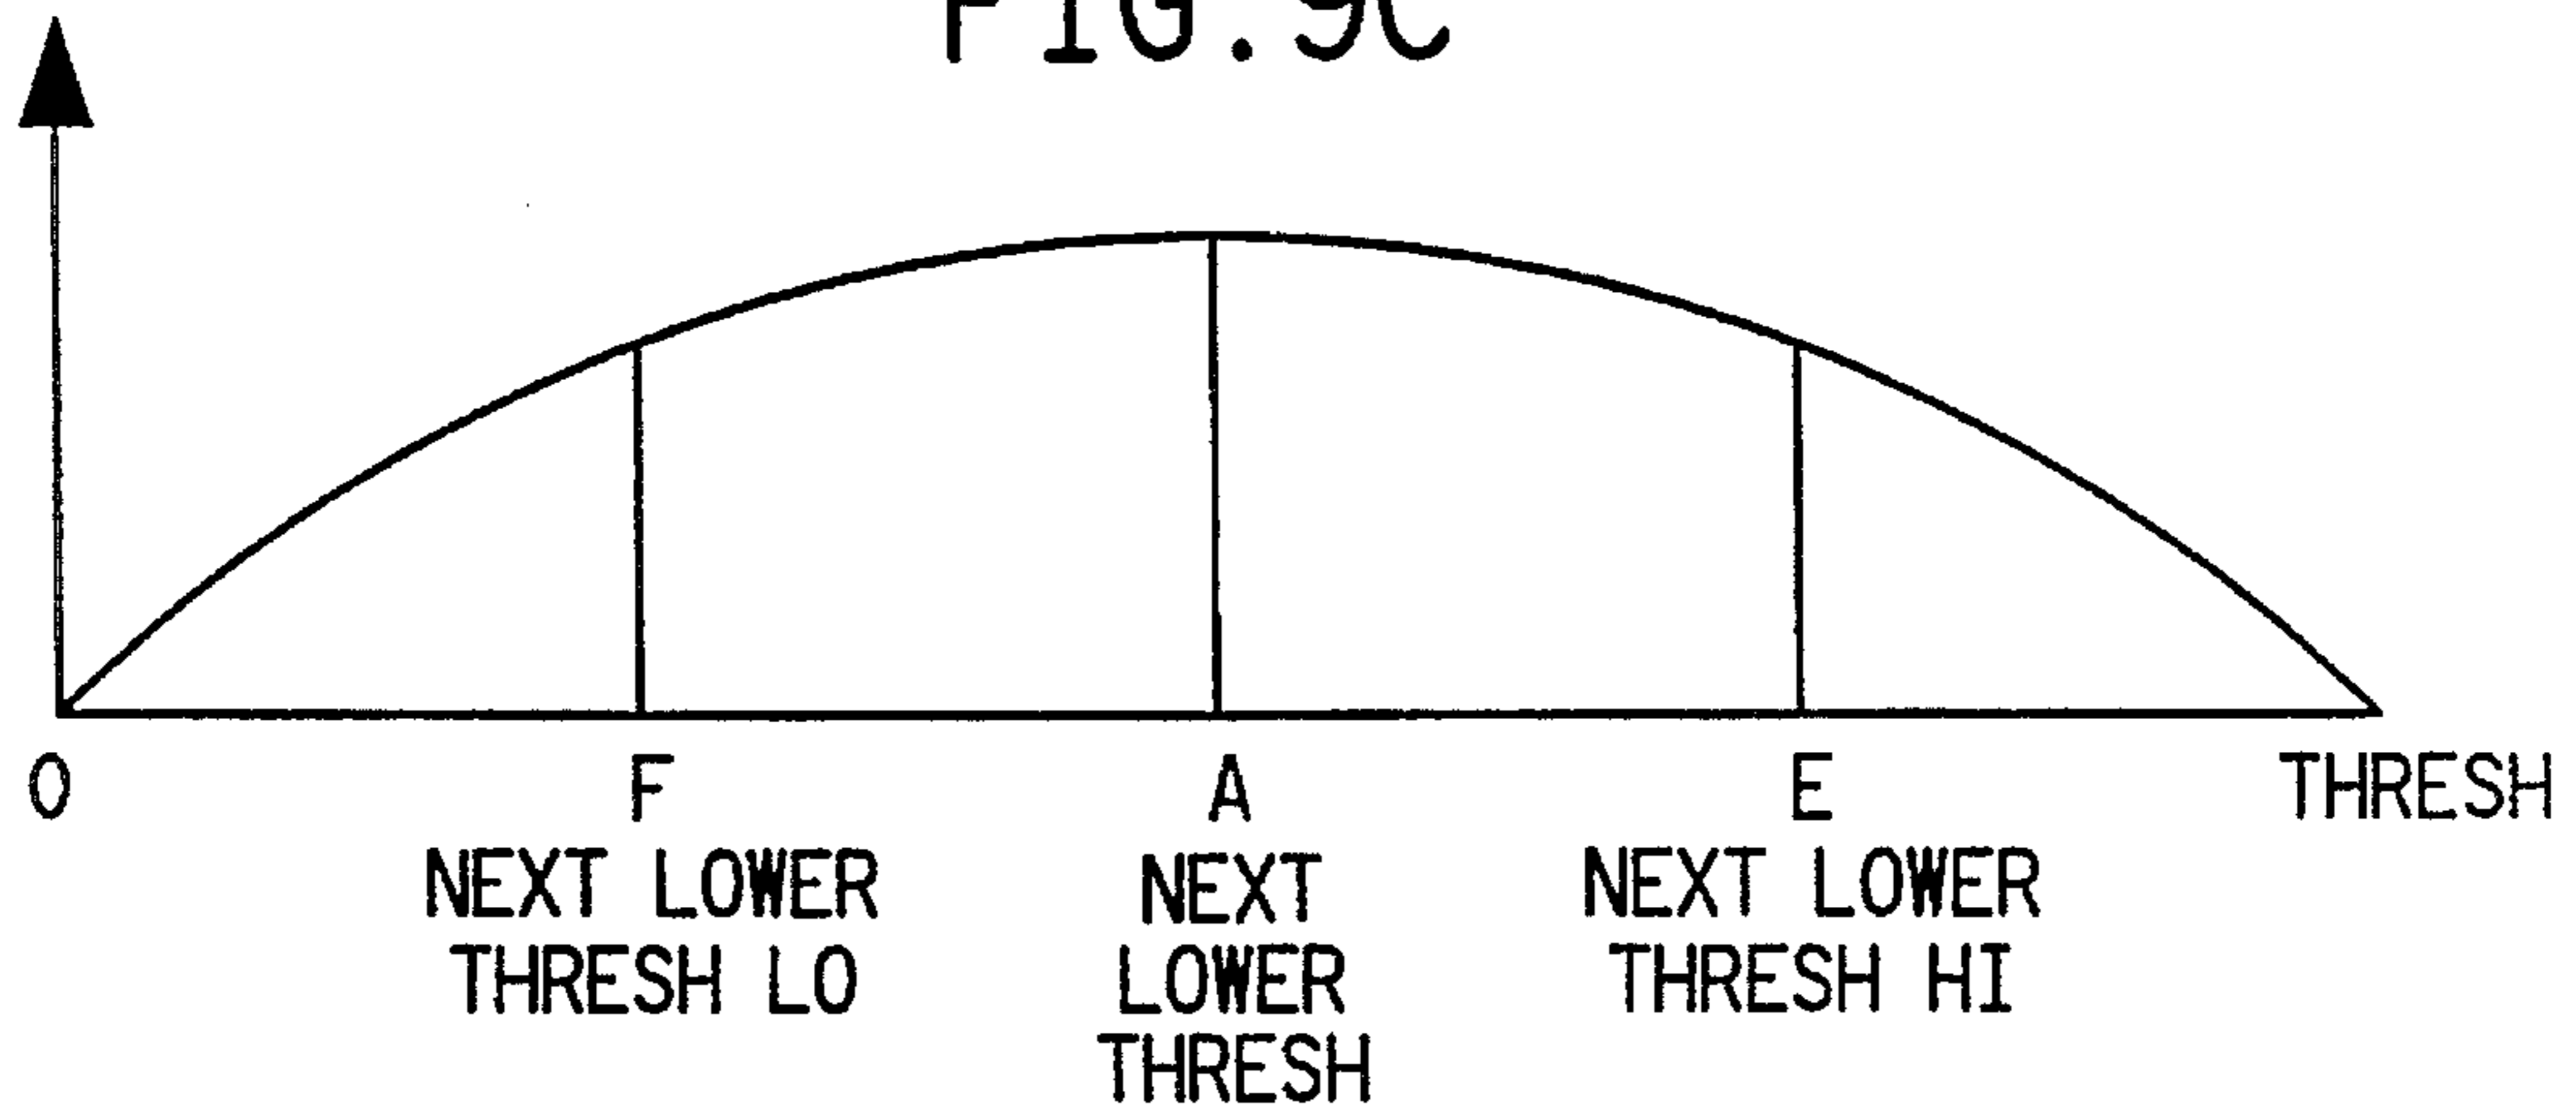 FIG.9C
0 F A E THRESH
NEXT LOWER NEXT NEXT LOWER
THRESH LO LOWER THRESH HI
THRESH